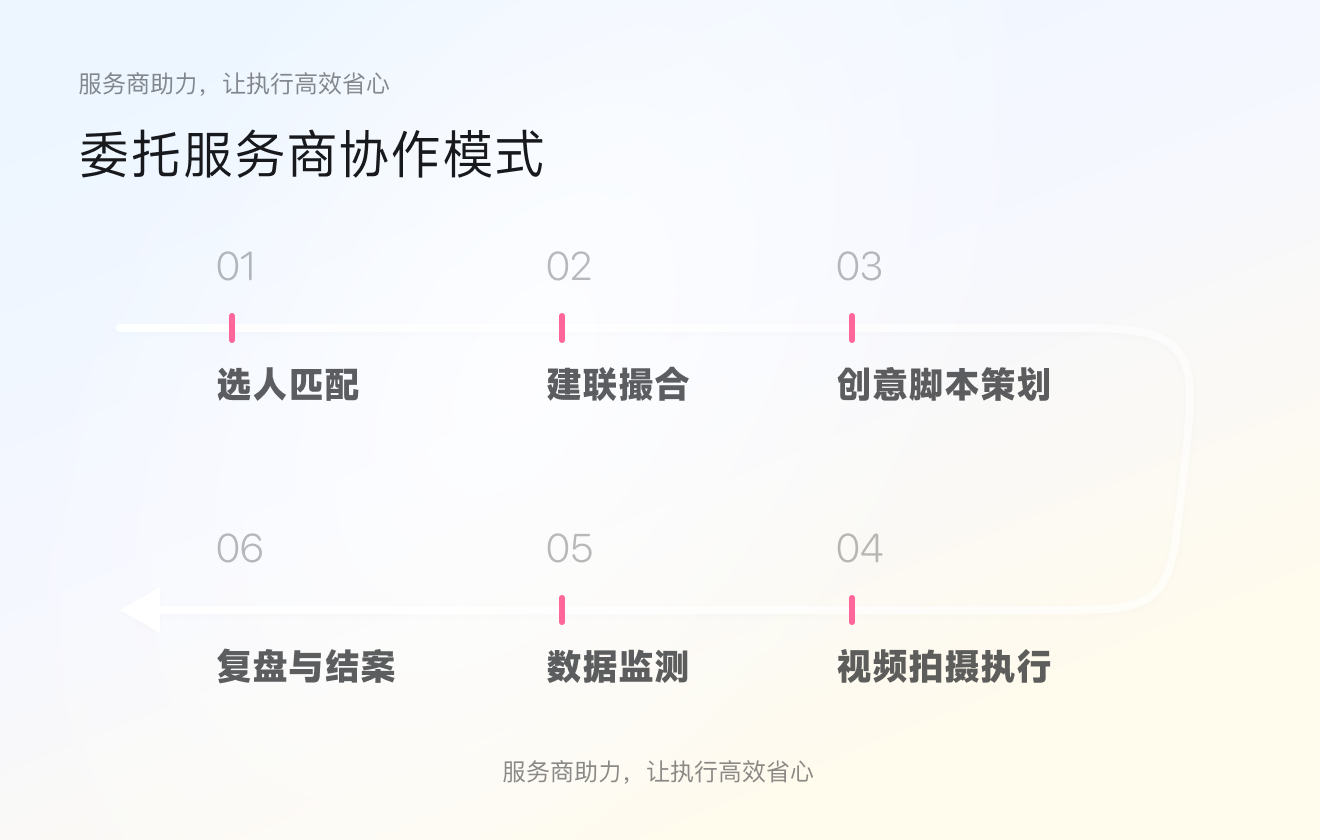 服务商助力，让执行高效省心
委托服务商协作模式
01
选人匹配
02
建联撮合
03
创意脚本策划
04
视频拍摄执行
05
数据监测
06
复盘与结案
服务商助力，让执行高效省心